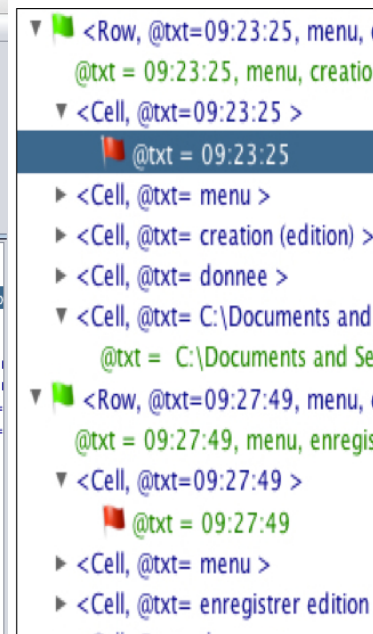 <Row, @txt=09:23:25, menu,
@txt = 09:23:25, menu, creatio
<Cell, @txt=09:23:25 >
@txt = 09:23:25
<Cell, @txt= menu >
<Cell, @txt= creation (edition) >
<Cell, @txt= donnee >
<Cell, @txt= C:\Documents and
@txt = C:\Documents and Se
<Row, @txt=09:27:49, menu,
@txt = 09:27:49, menu, enregis
<Cell, @txt=09:27:49 >
@txt = 09:27:49
<Cell, @txt= menu >
<Cell, @txt= enregistrer edition